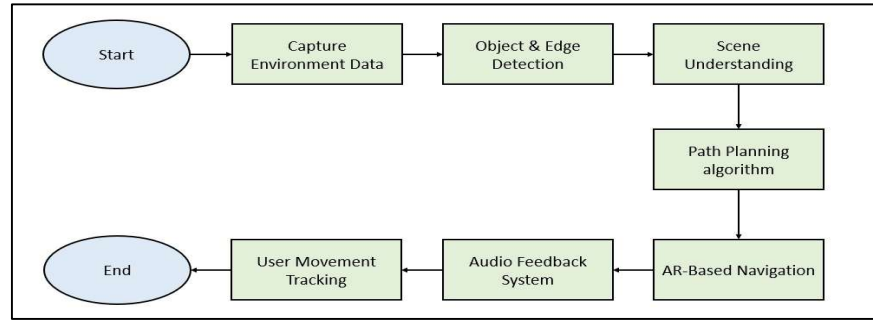 Start
Capture
Environment Data
Object & Edge
Detection
Scene
Understanding
Path Planning
algorithm
AR-Based Navigation
Audio Feedback
System
User Movement
Tracking
End